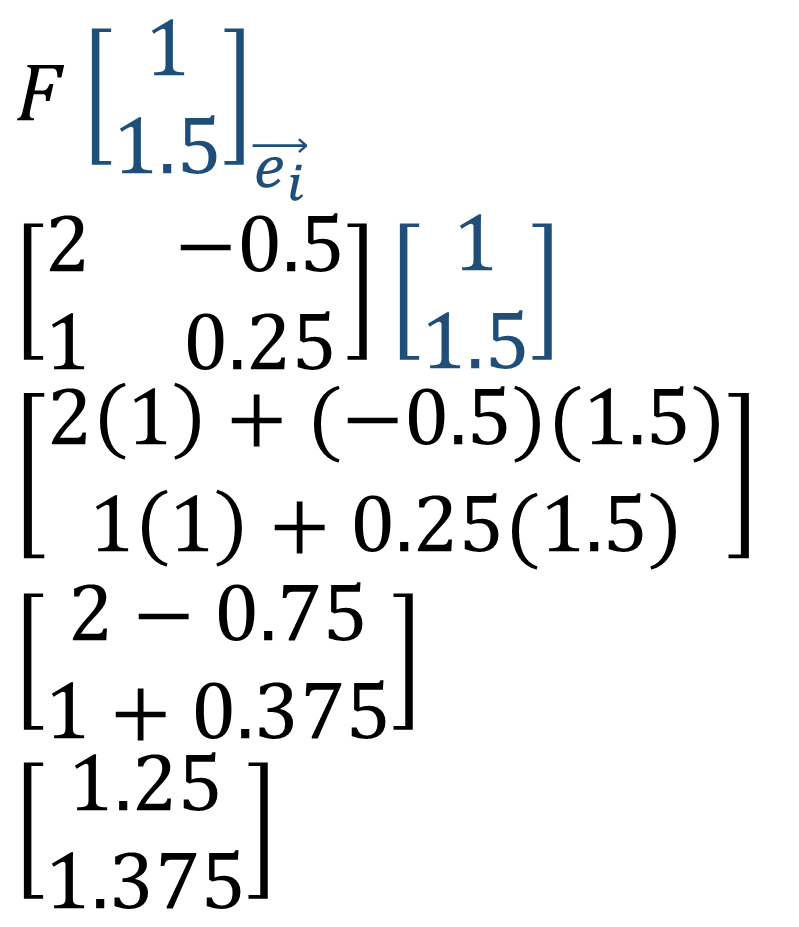 F [1 1.5]e⃗ᵢ
[2 −0.5 1 0.25] [1 1.5]
[2(1) + (−0.5)(1.5) 1(1) + 0.25(1.5)]
[2 − 0.75 1 + 0.375]
[1.25 1.375]